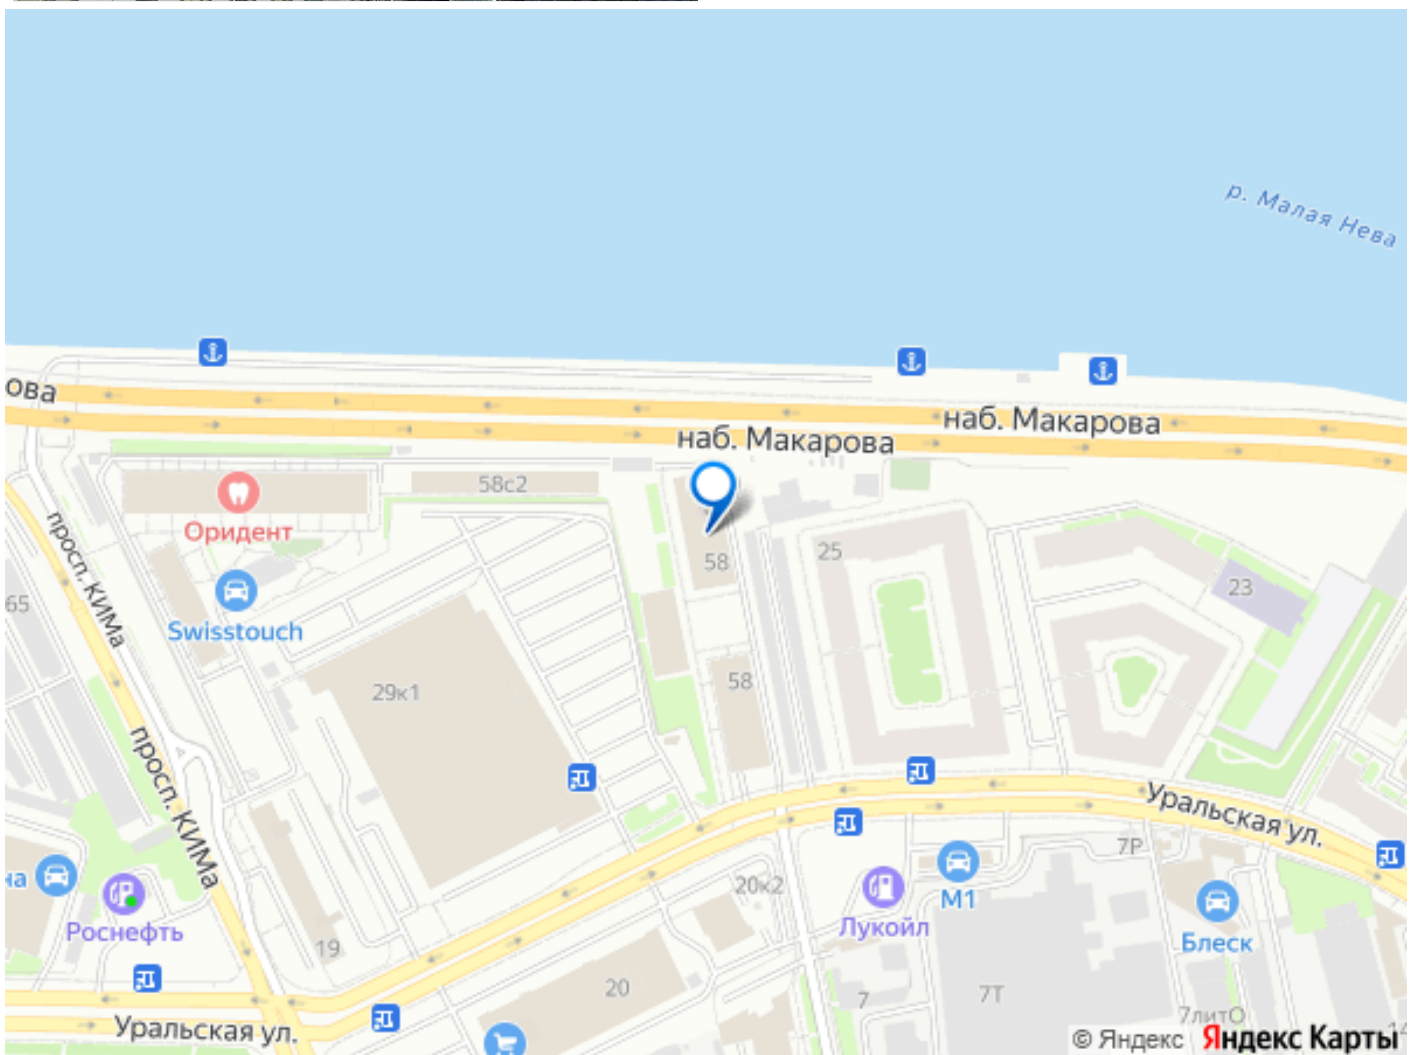 р. Малая Нева
ова
наб. Макарова
наб. Макарова
58с2
Оридент
просп. КИМа
25
58
23
65
Swisstouch
29к1
58
просп. КИМа
Уральская ул.
7Р
20к2
М1
на
Роснефть
Лукойл
Блеск
19
20
7
7Т
7литО
14
Уральская ул.
© Яндекс Яндекс Карты